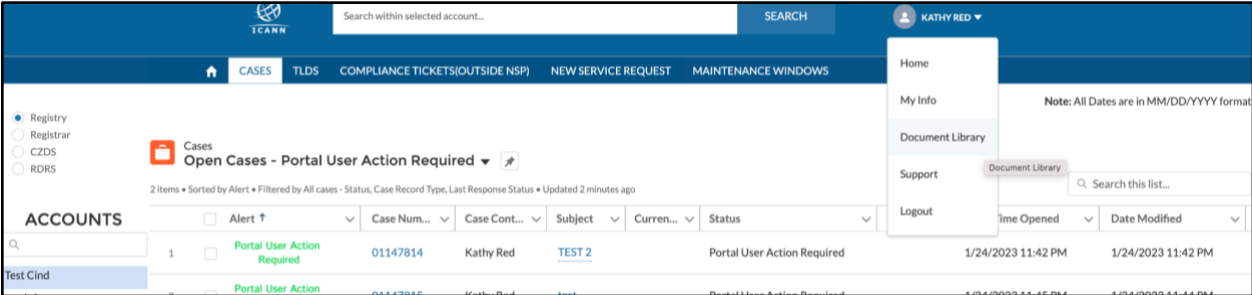 ICANN
Search within selected account...
SEARCH
KATHY RED
CASES TLDS COMPLIANCE TICKETS(OUTSIDE NSP) NEW SERVICE REQUEST MAINTENANCE WINDOWS
Home
My Info
Document Library
Document Library
Support
Logout
Note: All Dates are in MM/DD/YYYY format
Registry
Registrar
CZDS
RDRS
ACCOUNTS
Test Cind
Cases
Open Cases - Portal User Action Required
2 items • Sorted by Alert • Filtered by All cases - Status, Case Record Type, Last Response Status • Updated 2 minutes ago
Search this list...
Alert Case Num... Case Cont... Subject Curren... Status Time Opened Date Modified
1 Portal User Action Required 01147814 Kathy Red TEST 2 Portal User Action Required 1/24/2023 11:42 PM 1/24/2023 11:42 PM
Portal User Action